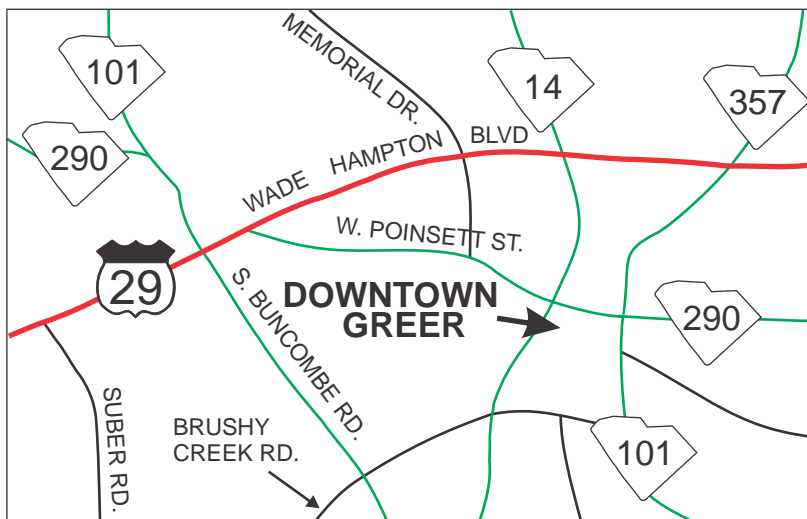 101
MEMORIAL DR.
14
357
290
WADE HAMPTON BLVD
W. POINSETT ST.
29
S. BUNCOMBE RD.
DOWNTOWN
GREER
290
SUBER RD.
BRUSHY
CREEK RD.
101